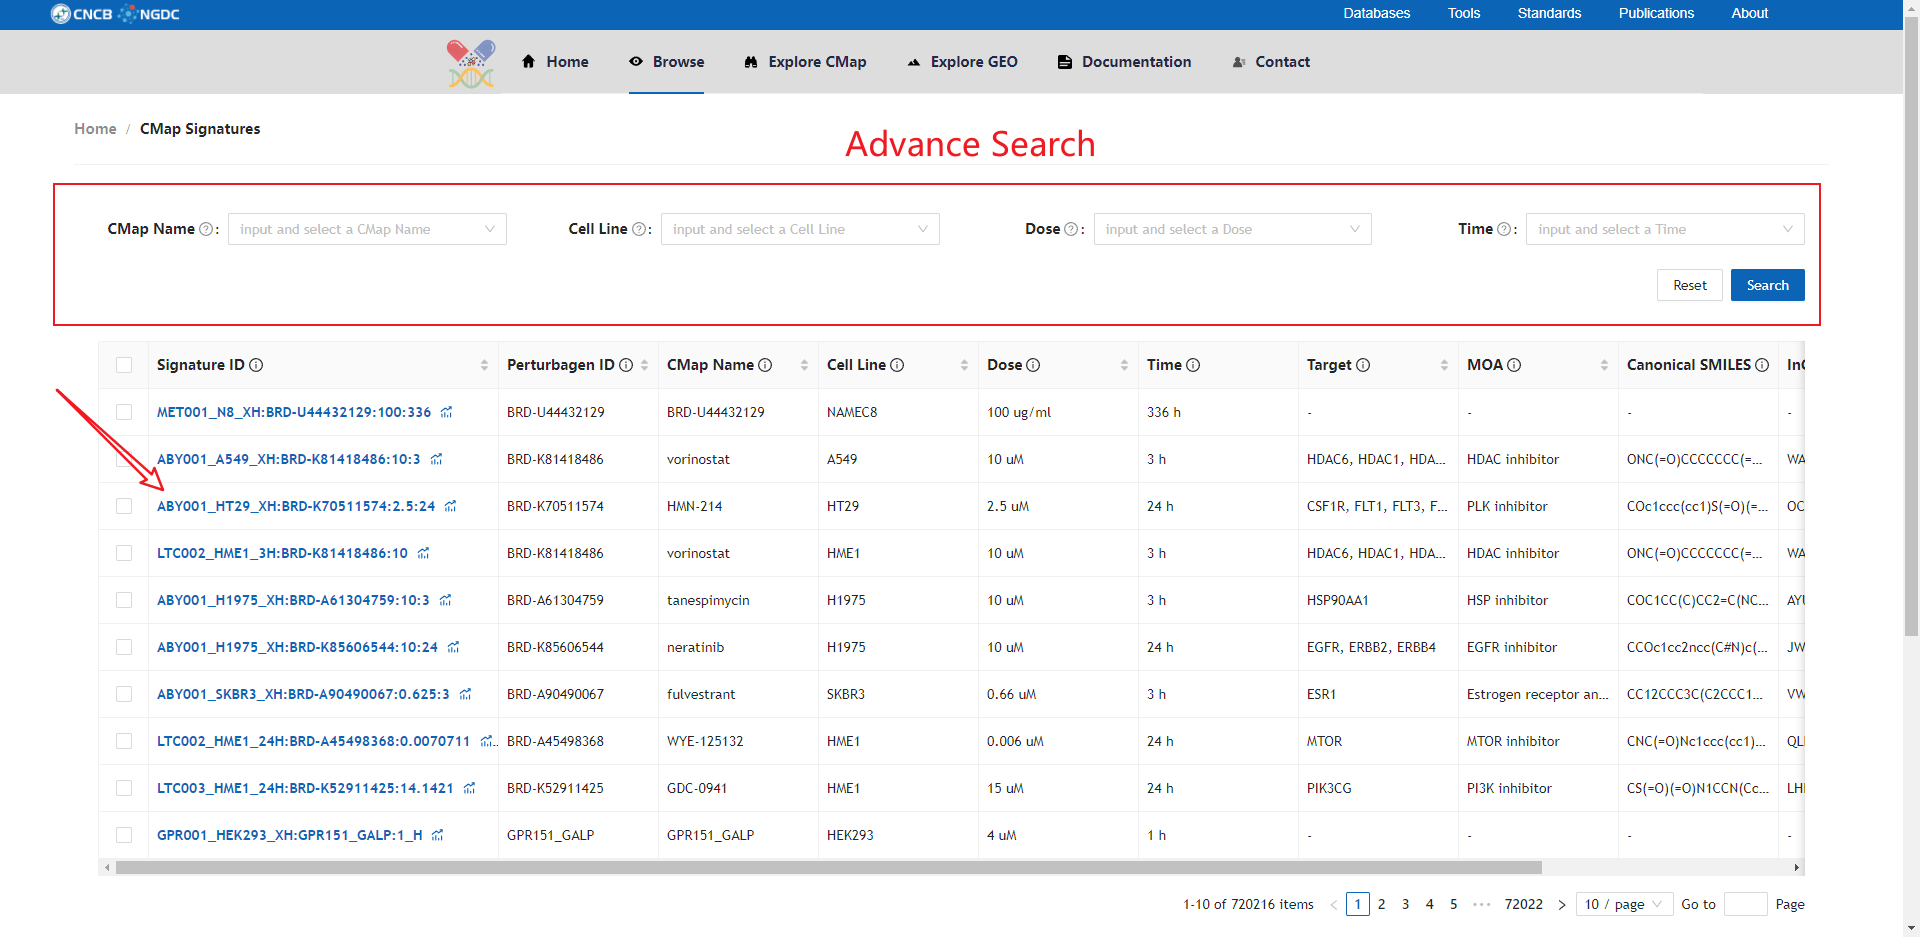 CNCB NGDC Databases Tools Standards Publications About
Home Browse Explore CMap Explore GEO Documentation Contact
Home / CMap Signatures
Advance Search
CMap Name : input and select a CMap Name Cell Line : input and select a Cell Line Dose : input and select a Dose Time : input and select a Time
Reset Search
Signature ID Perturbagen ID CMap Name Cell Line Dose Time Target MOA Canonical SMILES InC
MET001_N8_XH:BRD-U44432129:100:336 BRD-U44432129 BRD-U44432129 NAMEC8 100 ug/ml 336 h - - - -
ABY001_A549_XH:BRD-K81418486:10:3 BRD-K81418486 vorinostat A549 10 uM 3 h HDAC6, HDAC1, HDA... HDAC inhibitor ONC(=O)CCCCCCC(=... WA
ABY001_HT29_XH:BRD-K70511574:2.5:24 BRD-K70511574 HMN-214 HT29 2.5 uM 24 h CSF1R, FLT1, FLT3, F... PLK inhibitor COc1ccc(cc1)S(=O)(=... OC
LTC002_HME1_3H:BRD-K81418486:10 BRD-K81418486 vorinostat HME1 10 uM 3 h HDAC6, HDAC1, HDA... HDAC inhibitor ONC(=O)CCCCCCC(=... WA
ABY001_H1975_XH:BRD-A61304759:10:3 BRD-A61304759 tanespimycin H1975 10 uM 3 h HSP90AA1 HSP inhibitor COC1CC(C)CC2=C(NC... AYU
ABY001_H1975_XH:BRD-K85606544:10:24 BRD-K85606544 neratinib H1975 10 uM 24 h EGFR, ERBB2, ERBB4 EGFR inhibitor CCOc1cc2ncc(C#N)c(... JW
ABY001_SKBR3_XH:BRD-A90490067:0.625:3 BRD-A90490067 fulvestrant SKBR3 0.66 uM 3 h ESR1 Estrogen receptor an... CC12CCC3C(C2CCC1... VW
LTC002_HME1_24H:BRD-A45498368:0.0070711 BRD-A45498368 WYE-125132 HME1 0.006 uM 24 h MTOR MTOR inhibitor CNC(=O)Nc1ccc(cc1)... QLI
LTC003_HME1_24H:BRD-K52911425:14.1421 BRD-K52911425 GDC-0941 HME1 15 uM 24 h PIK3CG PI3K inhibitor CS(=O)(=O)N1CCN(Cc... LHI
GPR001_HEK293_XH:GPR151_GALP:1_H GPR151_GALP GPR151_GALP HEK293 4 uM 1 h - - - -
1-10 of 720216 items < 1 2 3 4 5 ••• 72022 > 10 / page Go to Page